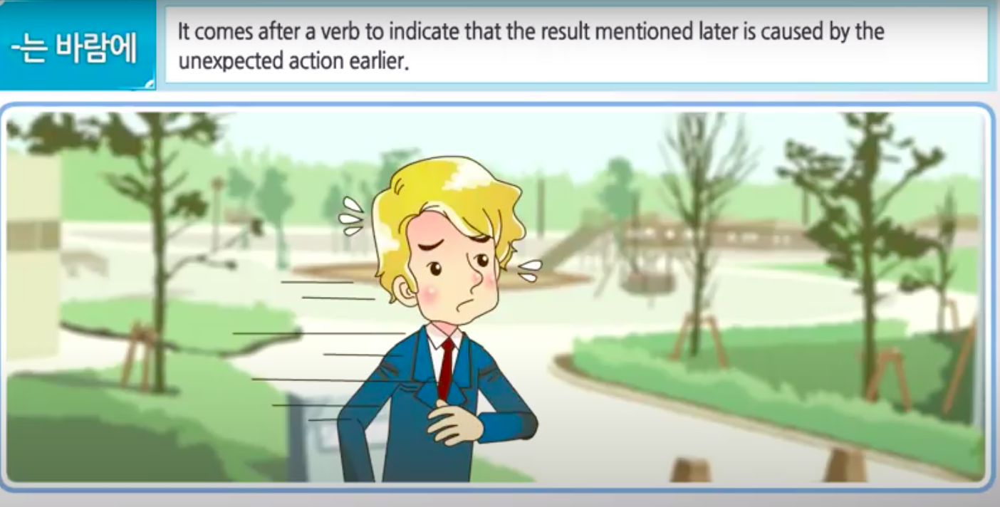 -는 바람에
It comes after a verb to indicate that the result mentioned later is caused by the
unexpected action earlier.